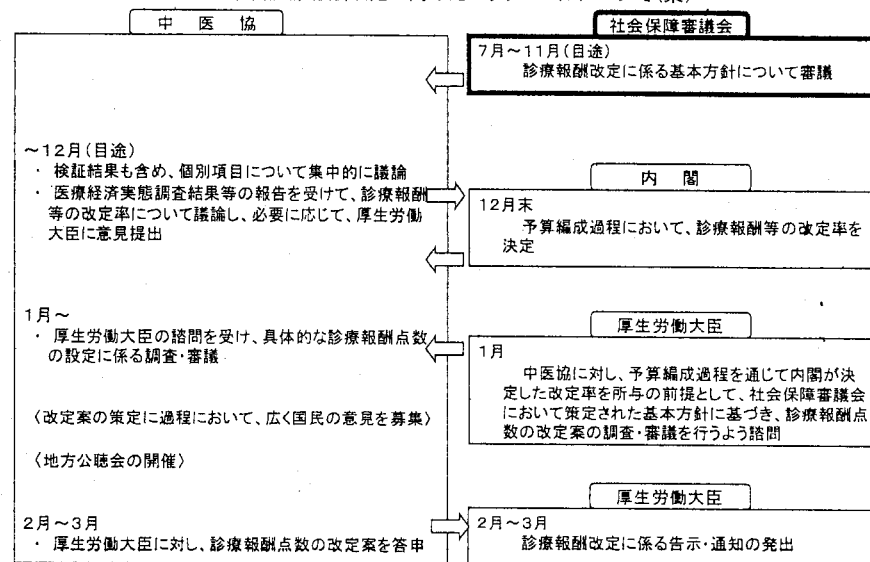 中 医 協
~12月(目途)
・ 検証結果も含め、個別項目について集中的に議論
・ 医療経済実態調査結果等の報告を受けて、診療報酬
等の改定率について議論し、必要に応じて、厚生労働
大臣に意見提出
1月~
・ 厚生労働大臣の諮問を受け、具体的な診療報酬点数
の設定に係る調査・審議
〈改定案の策定に過程において、広く国民の意見を募集〉
〈地方公聴会の開催〉
2月~3月
・ 厚生労働大臣に対し、診療報酬点数の改定案を答申
社会保障審議会
7月~11月(目途)
診療報酬改定に係る基本方針について審議
内 閣
12月末
予算編成過程において、診療報酬等の改定率を
決定
厚生労働大臣
1月
中医協に対し、予算編成過程を通じて内閣が決
定した改定率を所与の前提として、社会保障審議会
において策定された基本方針に基づき、診療報酬点
数の改定案の調査・審議を行うよう諮問
厚生労働大臣
2月~3月
診療報酬改定に係る告示・通知の発出